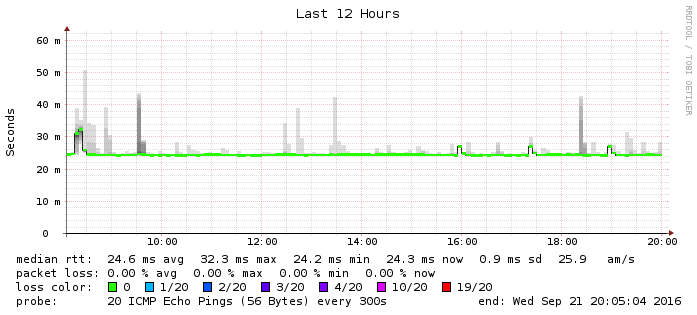 Last 12 Hours
RRDTOOL / TOBI OETIKER
Seconds
60 m
50 m
40 m
30 m
20 m
10 m
0
10:00 12:00 14:00 16:00 18:00 20:00
median rtt: 24.6 ms avg 32.3 ms max 24.2 ms min 24.3 ms now 0.9 ms sd 25.9 am/s
packet loss: 0.00 % avg 0.00 % max 0.00 % min 0.00 % now
loss color: 0 1/20 2/20 3/20 4/20 10/20 19/20
probe: 20 ICMP Echo Pings (56 Bytes) every 300s end: Wed Sep 21 20:05:04 2016